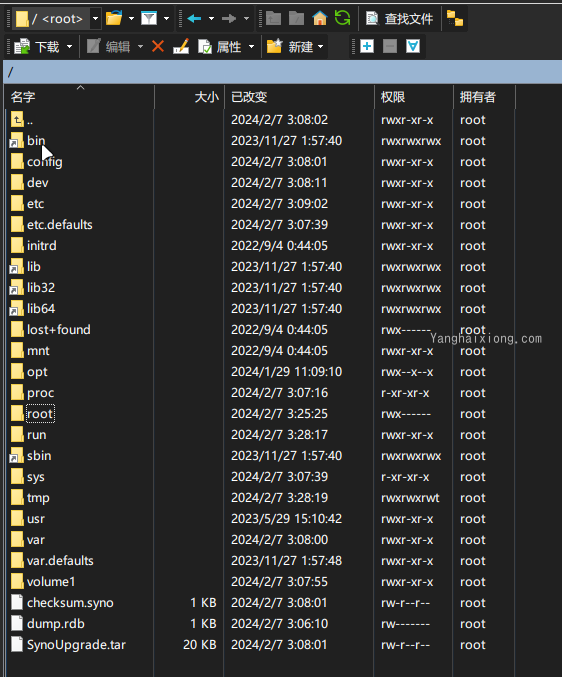 / <root> 查找文件
下载 编辑 属性 新建
/
名字 大小 已改变 权限 拥有者
.. 2024/2/7 3:08:02 rwxr-xr-x root
bin 2023/11/27 1:57:40 rwxrwxrwx root
config 2024/2/7 3:08:01 rwxr-xr-x root
dev 2024/2/7 3:08:11 rwxr-xr-x root
etc 2024/2/7 3:09:02 rwxr-xr-x root
etc.defaults 2024/2/7 3:07:39 rwxr-xr-x root
initrd 2022/9/4 0:44:05 rwxr-xr-x root
lib 2023/11/27 1:57:40 rwxrwxrwx root
lib32 2023/11/27 1:57:40 rwxrwxrwx root
lib64 2023/11/27 1:57:40 rwxrwxrwx root
lost+found 2022/9/4 0:44:05 rwx------ root
Yanghaixiong.com
mnt 2022/9/4 0:44:05 rwxr-xr-x root
opt 2024/1/29 11:09:10 rwx--x--x root
proc 2024/2/7 3:07:16 r-xr-xr-x root
root 2024/2/7 3:25:25 rwx------ root
run 2024/2/7 3:28:17 rwxr-xr-x root
sbin 2023/11/27 1:57:40 rwxrwxrwx root
sys 2024/2/7 3:07:39 r-xr-xr-x root
tmp 2024/2/7 3:28:19 rwxrwxrwt root
usr 2023/5/29 15:10:42 rwxr-xr-x root
var 2024/2/7 3:08:00 rwxr-xr-x root
var.defaults 2023/11/27 1:57:48 rwxr-xr-x root
volume1 2024/2/7 3:07:55 rwxr-xr-x root
checksum.syno 1 KB 2024/2/7 3:08:01 rw-r--r-- root
dump.rdb 1 KB 2024/2/7 3:06:10 rw------- root
SynoUpgrade.tar 20 KB 2024/2/7 3:08:01 rw-r--r-- root